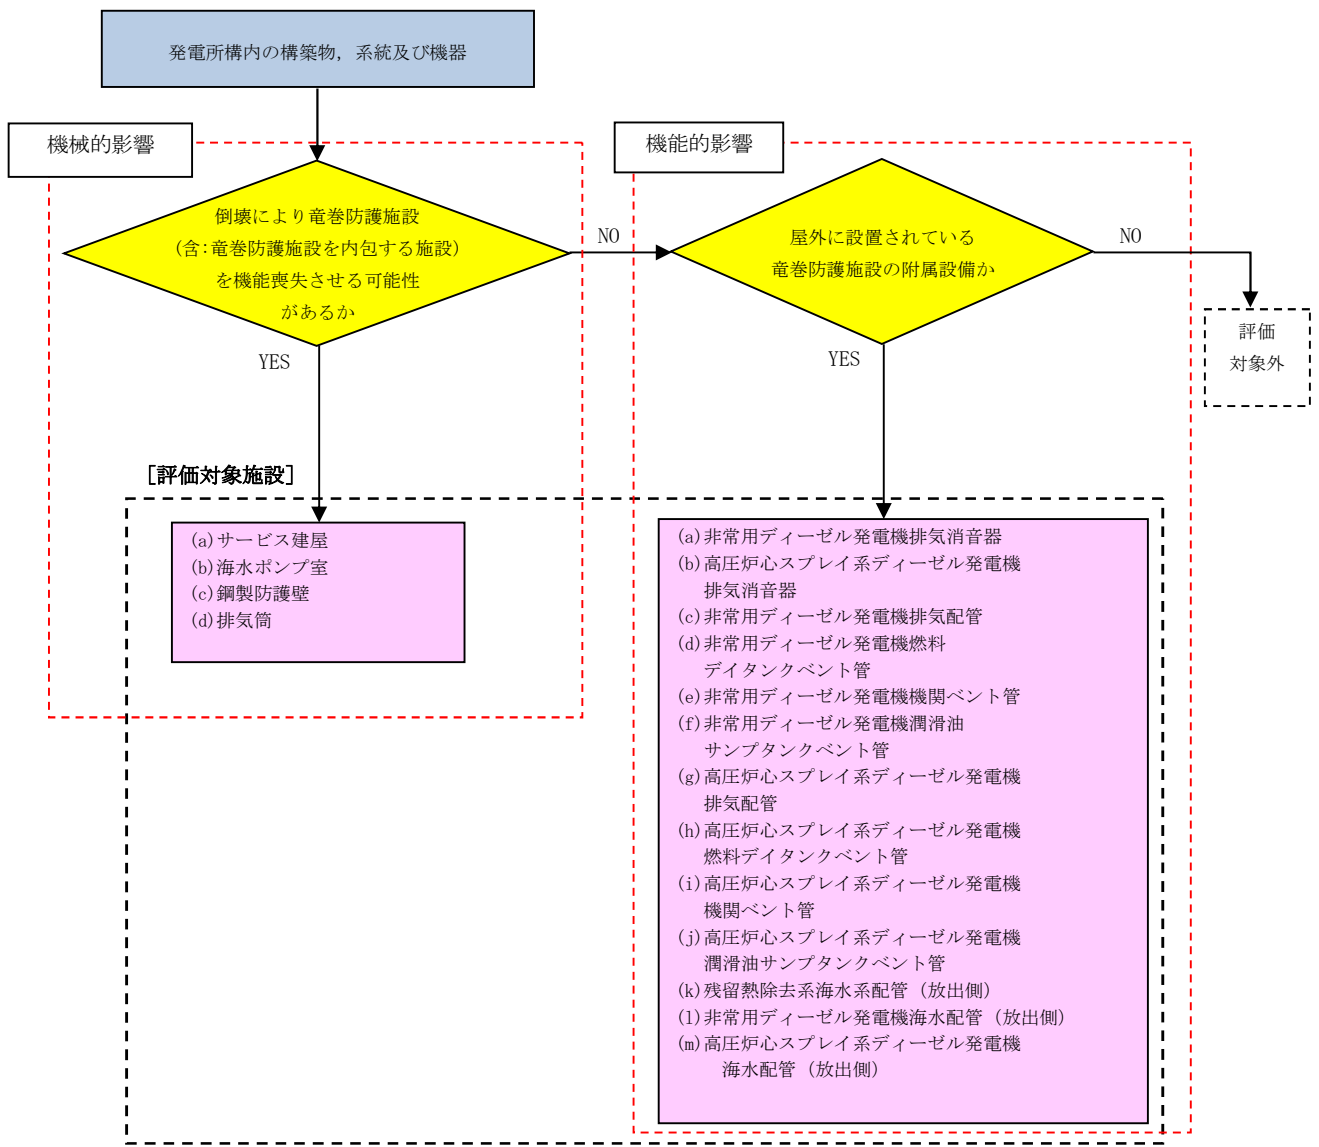 発電所構内の構築物，系統及び機器
機械的影響
倒壊により竜巻防護施設
(含:竜巻防護施設を内包する施設)
を機能喪失させる可能性
があるか
NO
YES
機能的影響
屋外に設置されている
竜巻防護施設の附属設備か
NO
YES
評価
対象外
［評価対象施設］
(a)サービス建屋
(b)海水ポンプ室
(c)鋼製防護壁
(d)排気筒
(a)非常用ディーゼル発電機排気消音器
(b)高圧炉心スプレイ系ディーゼル発電機
排気消音器
(c)非常用ディーゼル発電機排気配管
(d)非常用ディーゼル発電機燃料
デイタンクベント管
(e)非常用ディーゼル発電機機関ベント管
(f)非常用ディーゼル発電機潤滑油
サンプタンクベント管
(g)高圧炉心スプレイ系ディーゼル発電機
排気配管
(h)高圧炉心スプレイ系ディーゼル発電機
燃料デイタンクベント管
(i)高圧炉心スプレイ系ディーゼル発電機
機関ベント管
(j)高圧炉心スプレイ系ディーゼル発電機
潤滑油サンプタンクベント管
(k)残留熱除去系海水系配管（放出側）
(l)非常用ディーゼル発電機海水配管（放出側）
(m)高圧炉心スプレイ系ディーゼル発電機
海水配管（放出側）